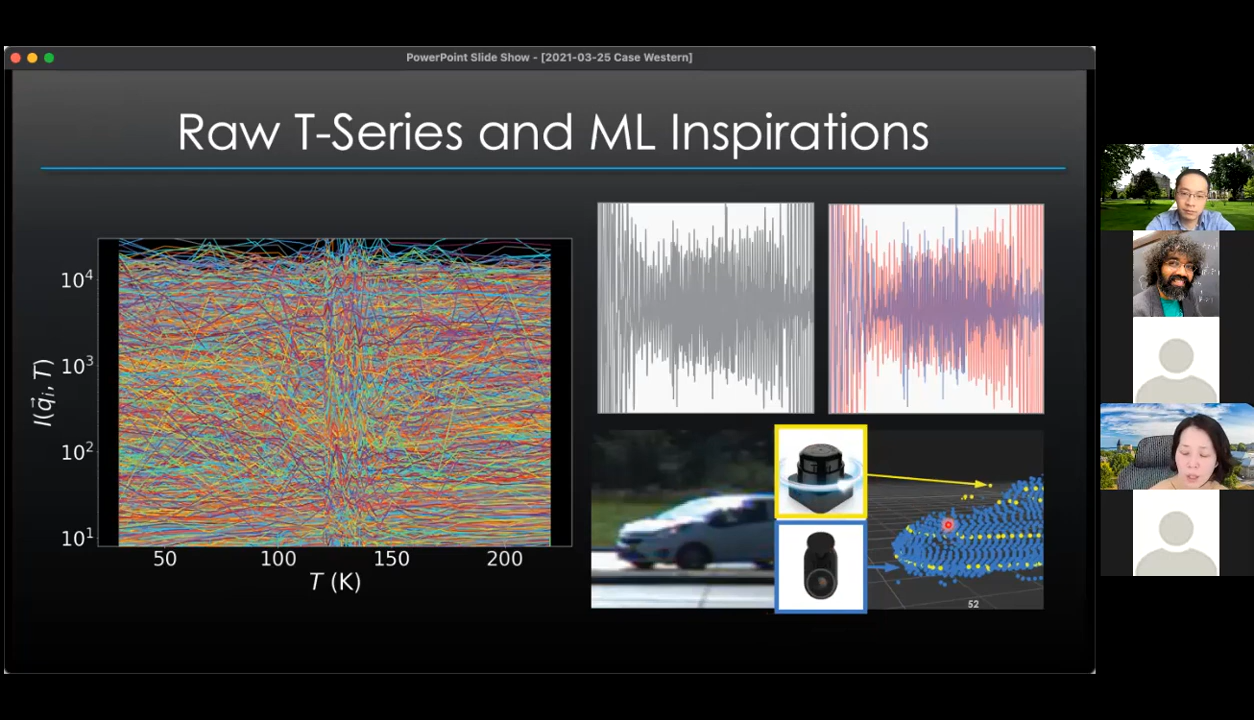 PowerPoint Slide Show - [2021-03-25 Case Western]
Raw T-Series and ML Inspirations
10⁴
10³
10²
10¹
I(q⃗ᵢ, T)
50 100 150 200
T (K)
52